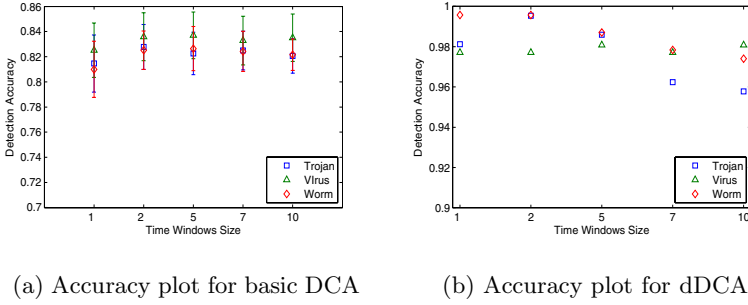 0.86
0.84
0.82
0.8
0.78
0.76
0.74
0.72
0.7
Detection Accuracy
1 2 5 7 10
Time Windows Size
Trojan
VIrus
Worm
(a) Accuracy plot for basic DCA
1
0.98
0.96
0.94
0.92
0.9
Detection Accuracy
1 2 5 7 10
Time Windows Size
Trojan
Virus
Worm
(b) Accuracy plot for dDCA